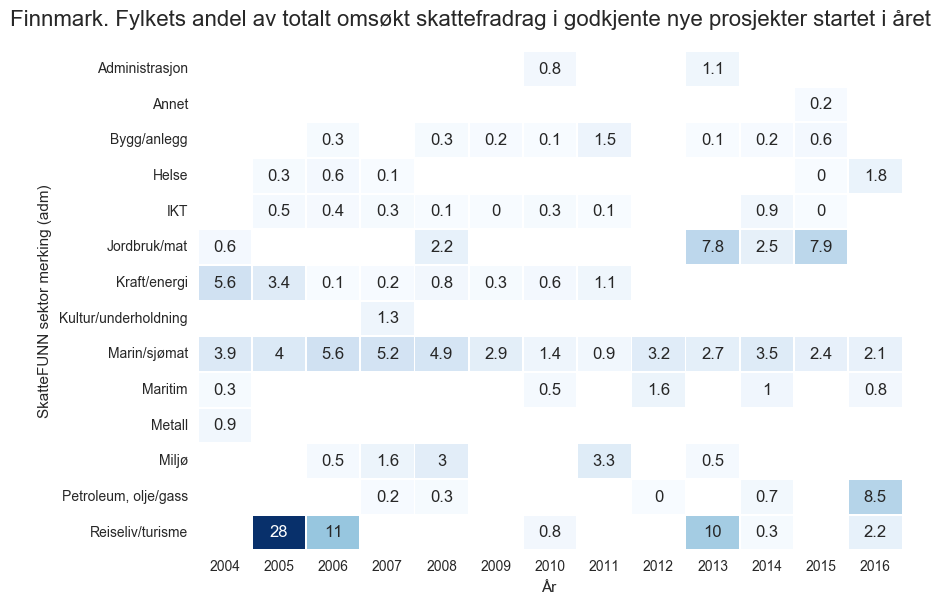 Finnmark. Fylkets andel av totalt omsøkt skattefradrag i godkjente nye prosjekter startet i året
SkatteFUNN sektor merking (adm)
Administrasjon 0.8 1.1
Annet 0.2
Bygg/anlegg 0.3 0.3 0.2 0.1 1.5 0.1 0.2 0.6
Helse 0.3 0.6 0.1 0 1.8
IKT 0.5 0.4 0.3 0.1 0 0.3 0.1 0.9 0
Jordbruk/mat 0.6 2.2 7.8 2.5 7.9
Kraft/energi 5.6 3.4 0.1 0.2 0.8 0.3 0.6 1.1
Kultur/underholdning 1.3
Marin/sjømat 3.9 4 5.6 5.2 4.9 2.9 1.4 0.9 3.2 2.7 3.5 2.4 2.1
Maritim 0.3 0.5 1.6 1 0.8
Metall 0.9
Miljø 0.5 1.6 3 3.3 0.5
Petroleum, olje/gass 0.2 0.3 0 0.7 8.5
Reiseliv/turisme 28 11 0.8 10 0.3 2.2
2004 2005 2006 2007 2008 2009 2010 2011 2012 2013 2014 2015 2016
År